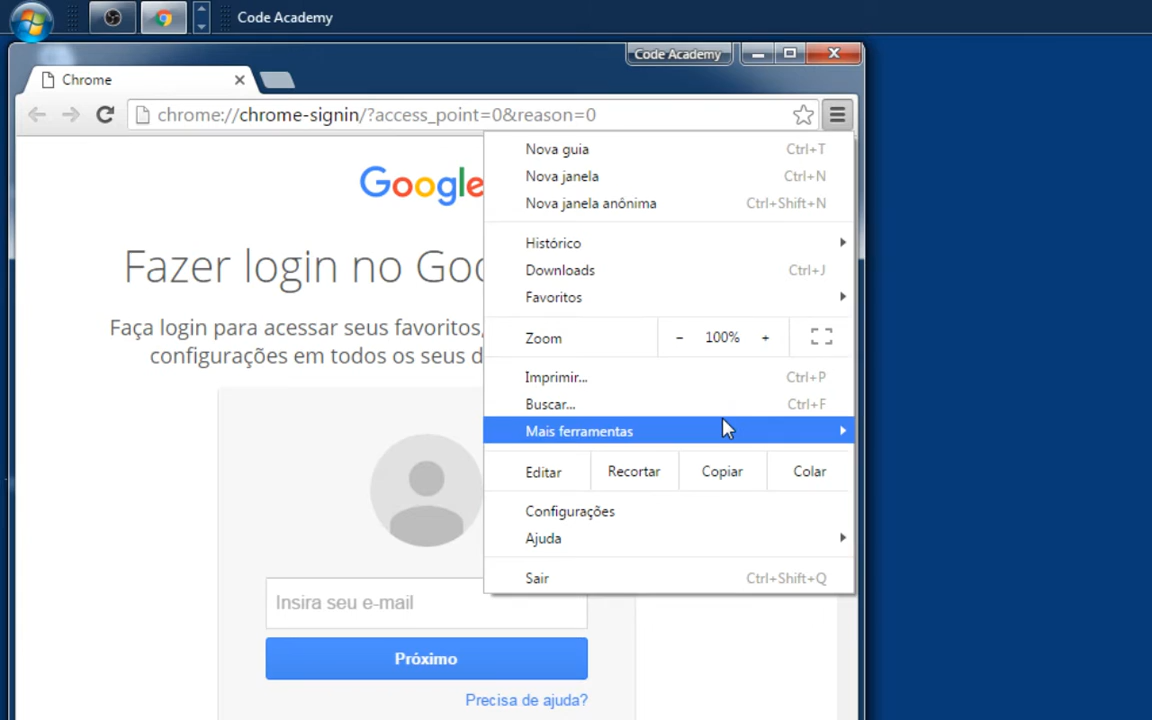 Code Academy
Code Academy
Chrome
chrome://chrome-signin/?access_point=0&reason=0
Google
Fazer login no Goo
Faça login para acessar seus favoritos,
configurações em todos os seus d
Nova guia Ctrl+T
Nova janela Ctrl+N
Nova janela anônima Ctrl+Shift+N
Histórico
Downloads Ctrl+J
Favoritos
Zoom - 100% +
Imprimir... Ctrl+P
Buscar... Ctrl+F
Mais ferramentas
Editar Recortar Copiar Colar
Configurações
Ajuda
Sair Ctrl+Shift+Q
Insira seu e-mail
Próximo
Precisa de ajuda?